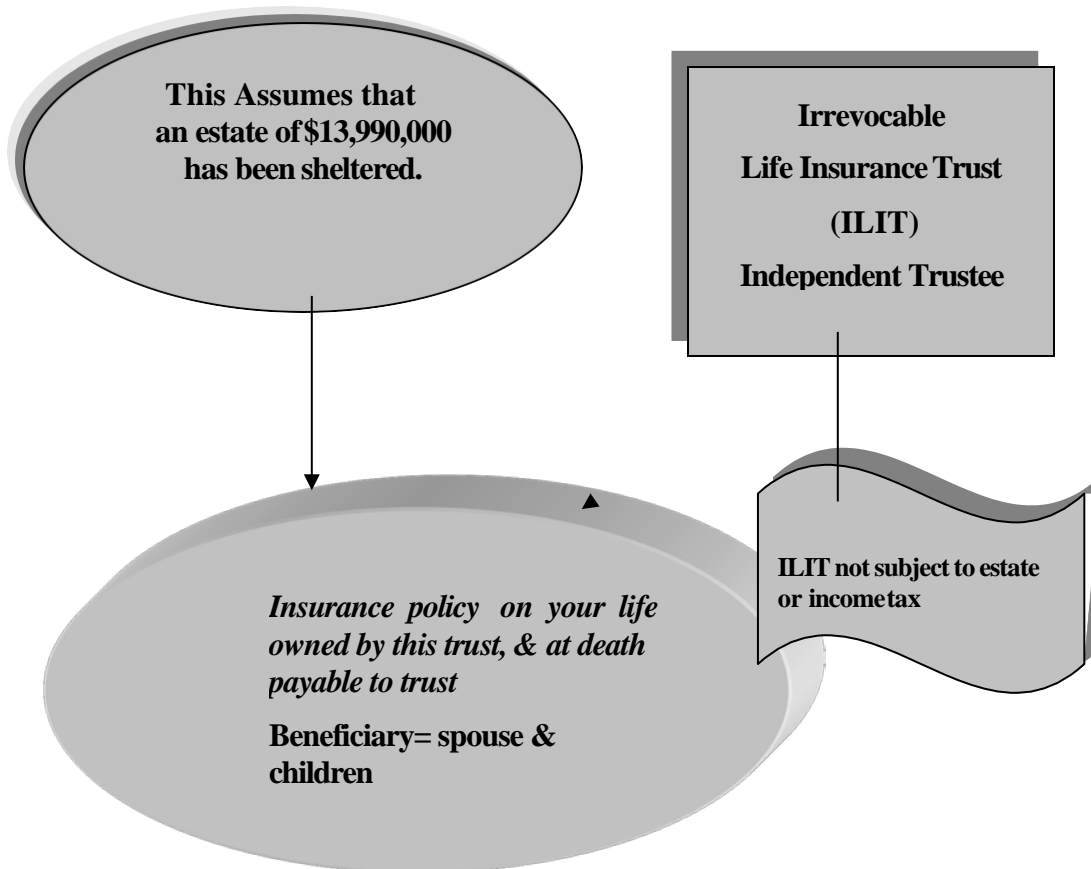 This Assumes that
an estate of $13,990,000
has been sheltered.
Irrevocable
Life Insurance Trust
(ILIT)
Independent Trustee
ILIT not subject to estate
or income tax
Insurance policy on your life
owned by this trust, & at death
payable to trust
Beneficiary= spouse &
children